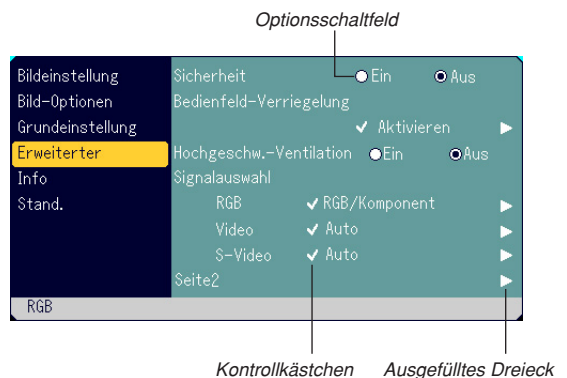 Optionsschaltfeld
Bildeinstellung
Bild-Optionen
Grundeinstellung
Erweiterter
Info
Stand.
Sicherheit Ein Aus
Bedienfeld-Verriegelung
Aktivieren
Hochgeschw.-Ventilation Ein Aus
Signalauswahl
RGB RGB/Komponent
Video Auto
S-Video Auto
Seite2
RGB
Kontrollkästchen Ausgefülltes Dreieck